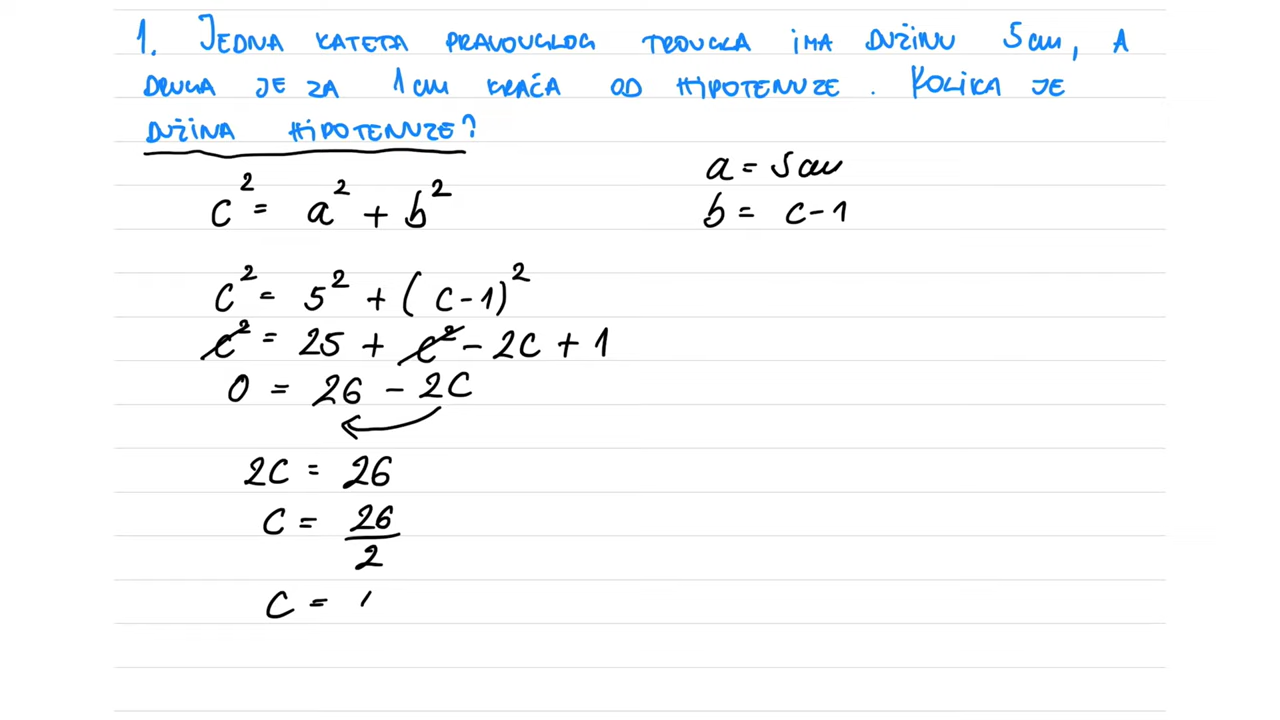 1. JEDNA KATETA PRAVOUGLOG TROUGLA IMA DUŽINU 5cm, A
DRUGA JE ZA 1cm KRAĆA OD HIPOTENUZE. KOLIKA JE
DUŽINA HIPOTENUZE?
a = 5cm
c² = a² + b²
b = c-1
c² = 5² + (c-1)²
c² = 25 + c² - 2c + 1
0 = 26 - 2c
2c = 26
c = 26/2
c =